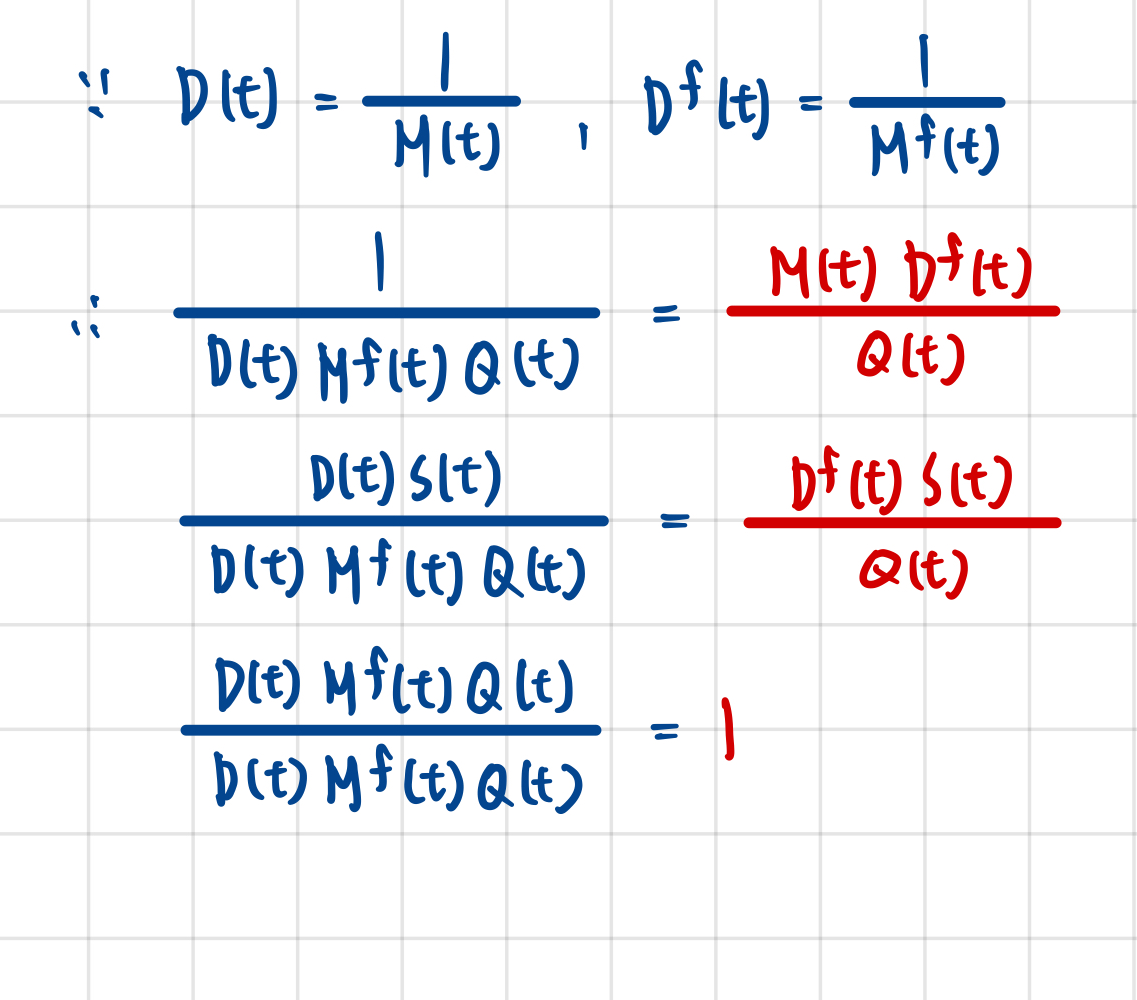 ∵ D(t) = 1/M(t) , D^f(t) = 1/M^f(t)
∴ 1/(D(t) M^f(t) Q(t)) = M(t) D^f(t)/Q(t)
D(t) S(t)/(D(t) M^f(t) Q(t)) = D^f(t) S(t)/Q(t)
D(t) M^f(t) Q(t)/(D(t) M^f(t) Q(t)) = 1